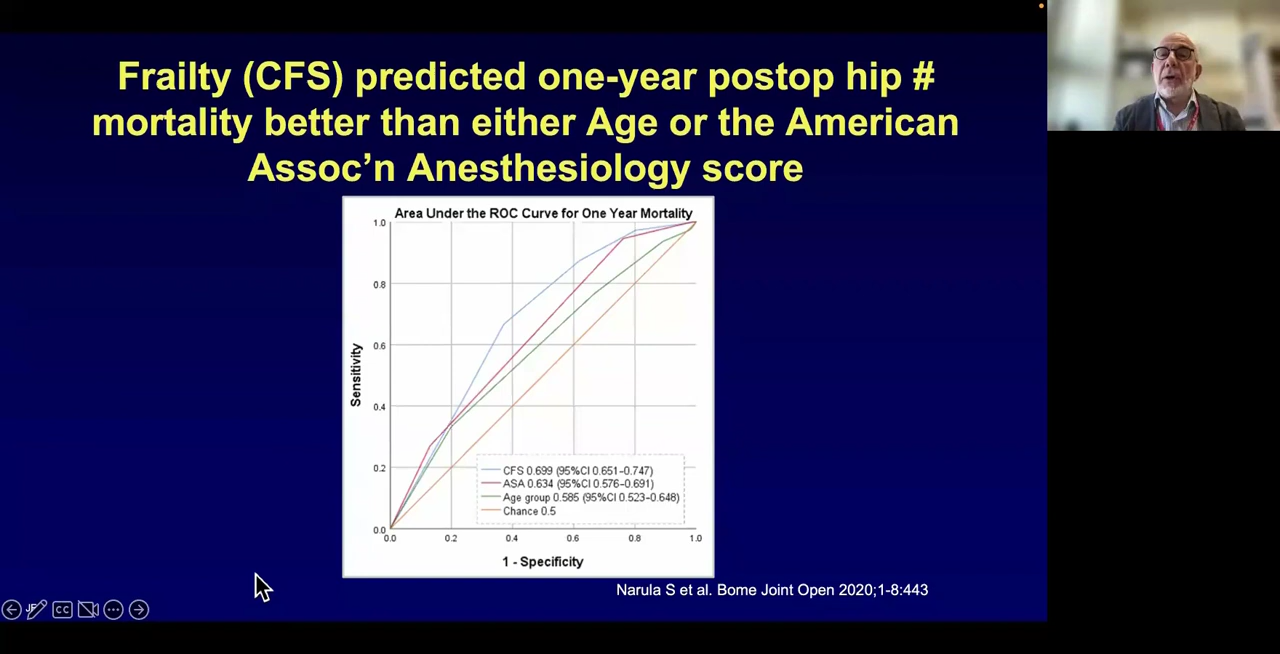 Frailty (CFS) predicted one-year postop hip #
mortality better than either Age or the American
Assoc’n Anesthesiology score
Area Under the ROC Curve for One Year Mortality
1.0
0.8
0.6
0.4
0.2
0.0
Sensitivity
CFS 0.699 (95%CI 0.651–0.747)
ASA 0.634 (95%CI 0.576–0.691)
Age group 0.585 (95%CI 0.523–0.648)
Chance 0.5
0.0 0.2 0.4 0.6 0.8 1.0
1 - Specificity
Narula S et al. Bome Joint Open 2020;1-8:443
CC